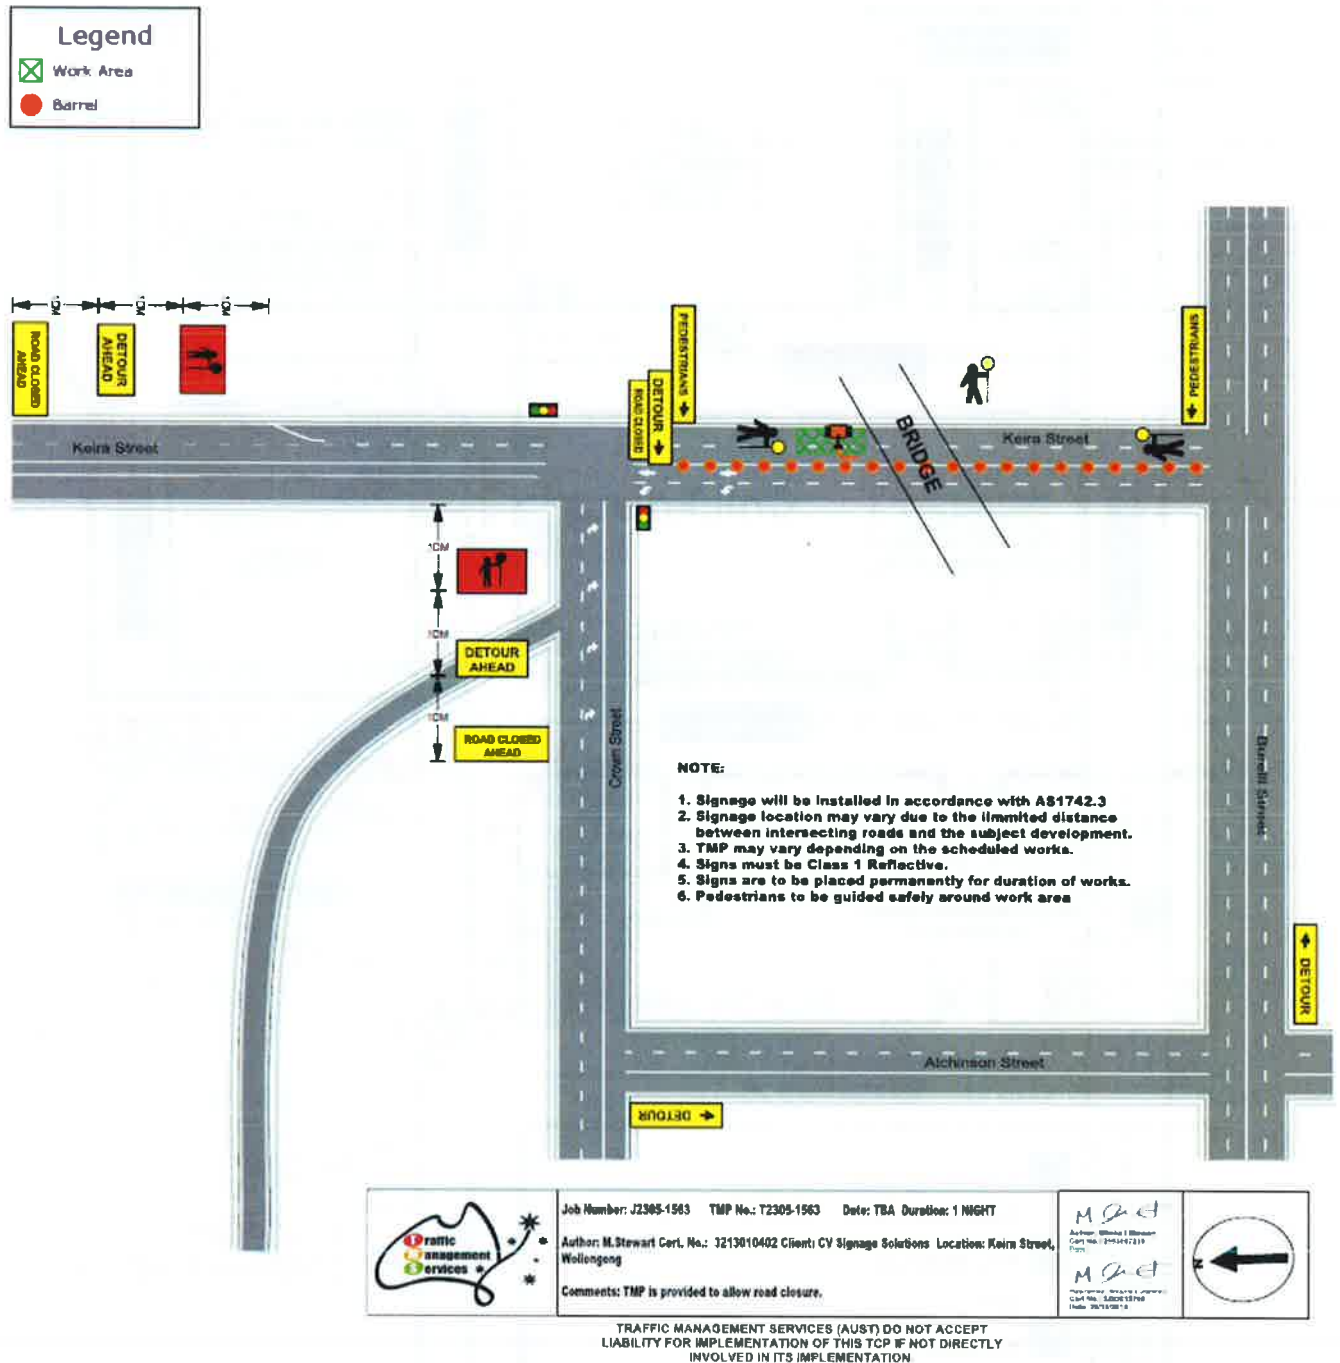 Legend
Work Area
Barrel
1CM
1CM
1CM
ROAD CLOSED
AHEAD
DETOUR
AHEAD
Keira Street
ROAD CLOSED
DETOUR
PEDESTRIANS
BRIDGE
Keira Street
PEDESTRIANS
1CM
1CM
1CM
DETOUR
AHEAD
ROAD CLOSED
AHEAD
Crown Street
Burelli Street
NOTE:
1. Signage will be installed in accordance with AS1742.3
2. Signage location may vary due to the limmited distance
between intersecting roads and the subject development.
3. TMP may vary depending on the scheduled works.
4. Signs must be Class 1 Reflective.
5. Signs are to be placed permanently for duration of works.
6. Pedestrians to be guided safely around work area
DETOUR
Atchinson Street
DETOUR
Traffic
Management
Services
Job Number: J2305-1563 TMP No.: T2305-1563 Date: TBA Duration: 1 NIGHT
Author: M.Stewart Cert. No.: 3213010402 Client: CV Signage Solutions Location: Keira Street,
Wollongong
Comments: TMP is provided to allow road closure.
N
TRAFFIC MANAGEMENT SERVICES (AUST) DO NOT ACCEPT
LIABILITY FOR IMPLEMENTATION OF THIS TCP IF NOT DIRECTLY
INVOLVED IN ITS IMPLEMENTATION